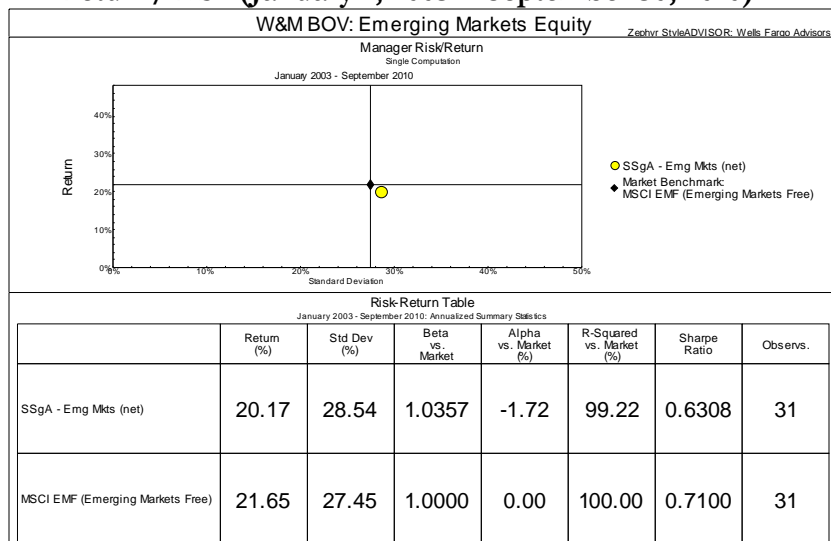 W&M BOV: Emerging Markets Equity
Zephyr StyleADVISOR: Wells Fargo Advisors
Manager Risk/Return
Single Computation
January 2003 - September 2010
Return
40%
30%
20%
10%
0%
0% 10% 20% 30% 40% 50%
Standard Deviation
SSgA - Emg Mkts (net)
Market Benchmark:
MSCI EMF (Emerging Markets Free)
Risk-Return Table
January 2003 - September 2010: Annualized Summary Statistics
Return (%) Std Dev (%) Beta vs. Market Alpha vs. Market (%) R-Squared vs. Market (%) Sharpe Ratio Observs.
SSgA - Emg Mkts (net) 20.17 28.54 1.0357 -1.72 99.22 0.6308 31
MSCI EMF (Emerging Markets Free) 21.65 27.45 1.0000 0.00 100.00 0.7100 31